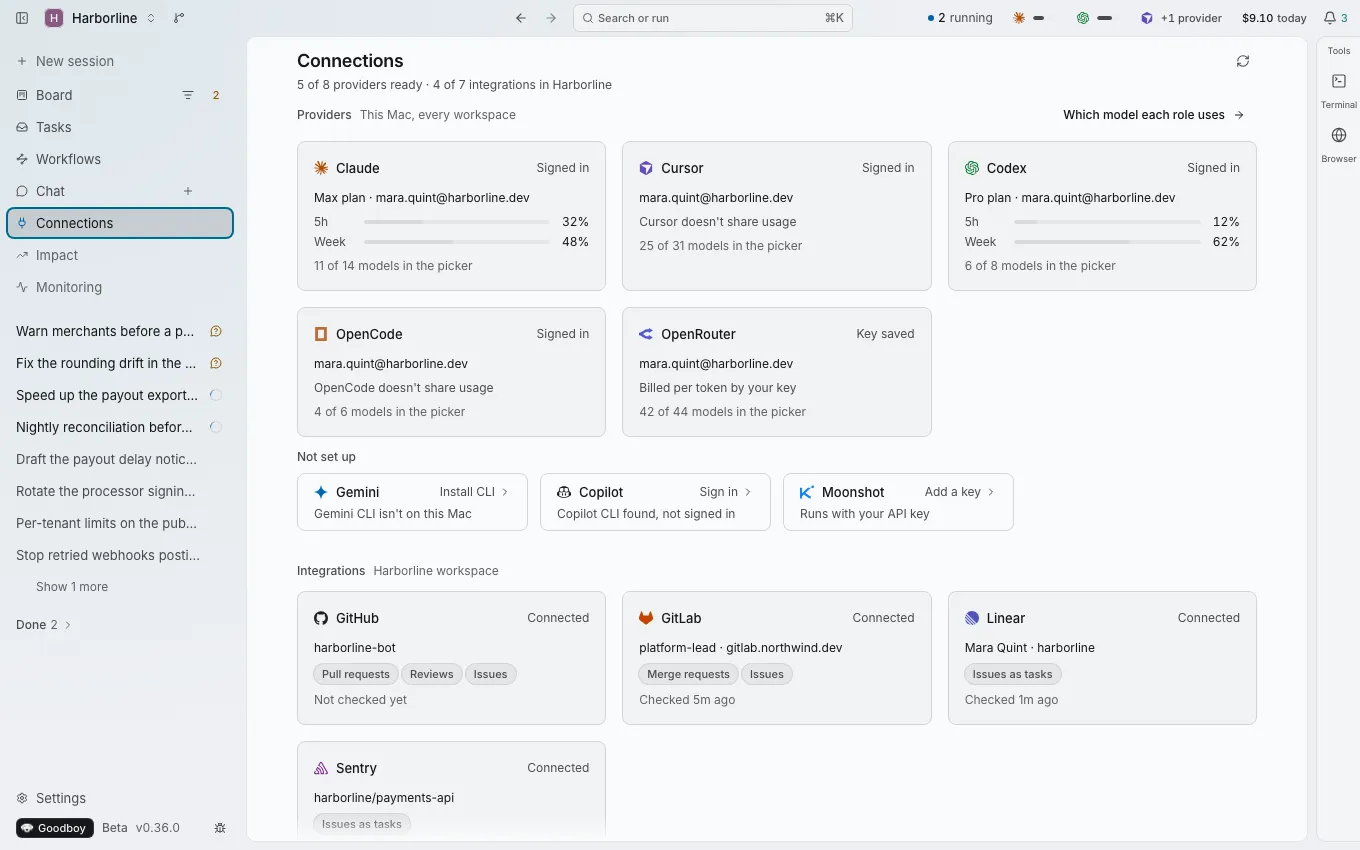 H Harborline
Search or run ⌘K
2 running
+1 provider
$9.10 today
3
New session
Board 2
Tasks
Workflows
Chat
Connections
Impact
Monitoring
Warn merchants before a p...
Fix the rounding drift in the ...
Speed up the payout export...
Nightly reconciliation befor...
Draft the payout delay notic...
Rotate the processor signin...
Per-tenant limits on the pub...
Stop retried webhooks posti...
Show 1 more
Done 2
Settings
Goodboy Beta v0.36.0
Connections
5 of 8 providers ready · 4 of 7 integrations in Harborline
Providers This Mac, every workspace
Which model each role uses
Claude Signed in
Max plan · mara.quint@harborline.dev
5h 32%
Week 48%
11 of 14 models in the picker
Cursor Signed in
mara.quint@harborline.dev
Cursor doesn't share usage
25 of 31 models in the picker
Codex Signed in
Pro plan · mara.quint@harborline.dev
5h 12%
Week 62%
6 of 8 models in the picker
OpenCode Signed in
mara.quint@harborline.dev
OpenCode doesn't share usage
4 of 6 models in the picker
OpenRouter Key saved
mara.quint@harborline.dev
Billed per token by your key
42 of 44 models in the picker
Not set up
Gemini Install CLI
Gemini CLI isn't on this Mac
Copilot Sign in
Copilot CLI found, not signed in
Moonshot Add a key
Runs with your API key
Integrations Harborline workspace
GitHub Connected
harborline-bot
Pull requests Reviews Issues
Not checked yet
GitLab Connected
platform-lead · gitlab.northwind.dev
Merge requests Issues
Checked 5m ago
Linear Connected
Mara Quint · harborline
Issues as tasks
Checked 1m ago
Sentry Connected
harborline/payments-api
Issues as tasks
Tools
Terminal
Browser